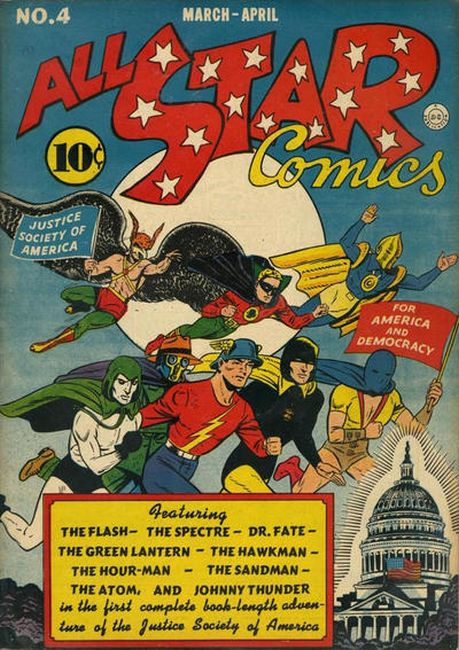 NO. 4
MARCH-APRIL
ALL STAR
Comics
10¢
JUSTICE
SOCIETY OF
AMERICA
FOR
AMERICA
AND
DEMOCRACY
Featuring
THE FLASH – THE SPECTRE – DR. FATE –
THE GREEN LANTERN – THE HAWKMAN –
THE HOUR-MAN – THE SANDMAN –
THE ATOM, AND JOHNNY THUNDER
in the first complete book-length adven-
ture of the Justice Society of America